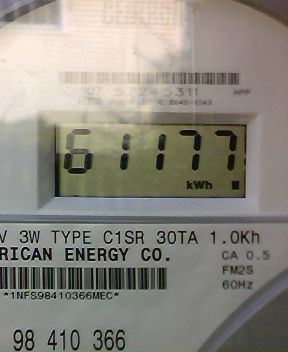 57245311
61177
kWh
V 3W TYPE C1SR 30TA 1.0Kh
RICAN ENERGY CO.
CA 0.5
FM2S
60Hz
*1NFS98410366MEC*
98 410 366